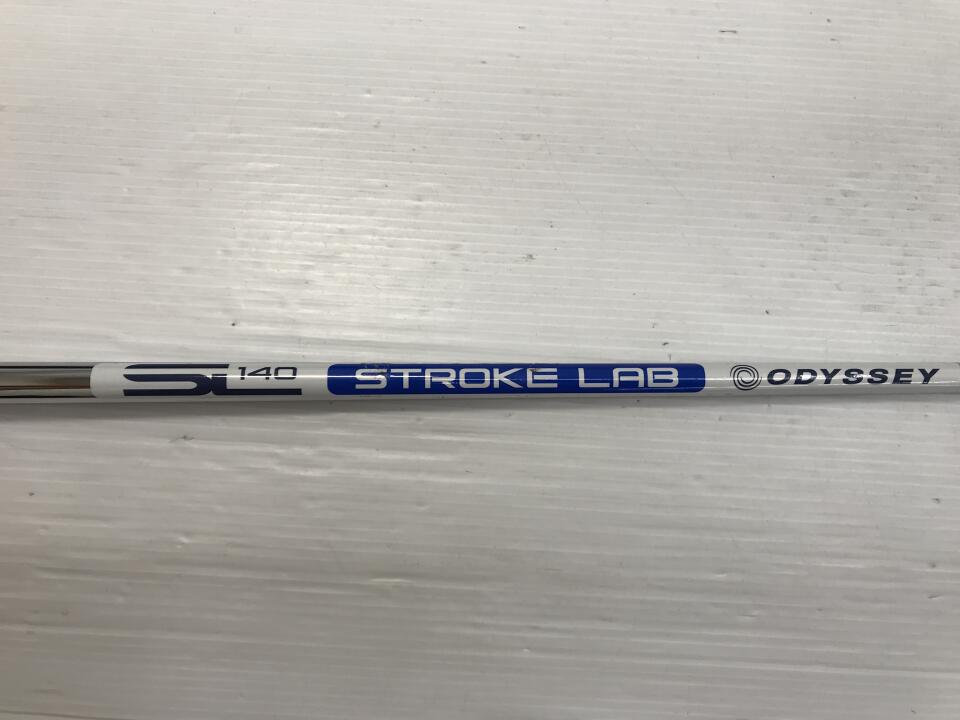 SL 140 STROKE LAB ODYSSEY